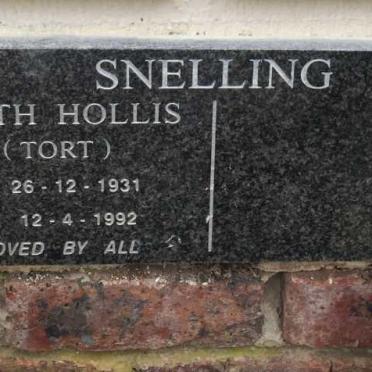 SNELLING
TH HOLLIS
( TORT )
26 - 12 - 1931
12 - 4 - 1992
OVED BY ALL